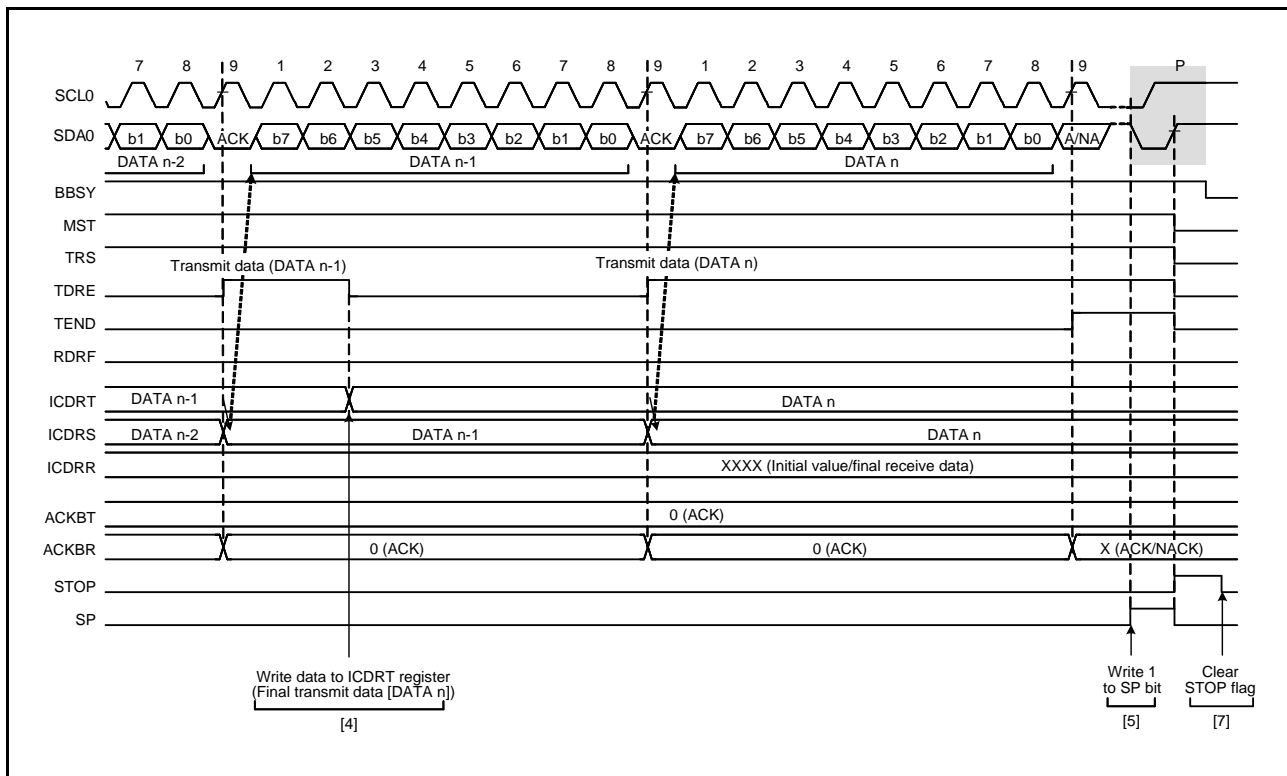 7 8 9 1 2 3 4 5 6 7 8 9 1 2 3 4 5 6 7 8 9 P
SCL0
SDA0 b1 b0 ACK b7 b6 b5 b4 b3 b2 b1 b0 ACK b7 b6 b5 b4 b3 b2 b1 b0 A/NA
DATA n-2 DATA n-1 DATA n
BBSY
MST
TRS
Transmit data (DATA n-1) Transmit data (DATA n)
TDRE
TEND
RDRF
ICDRT DATA n-1 DATA n
ICDRS DATA n-2 DATA n-1 DATA n
ICDRR XXXX (Initial value/final receive data)
ACKBT 0 (ACK)
ACKBR 0 (ACK) 0 (ACK) X (ACK/NACK)
STOP
SP
Write data to ICDRT register
(Final transmit data [DATA n])
[4]
Write 1
to SP bit
[5]
Clear
STOP flag
[7]